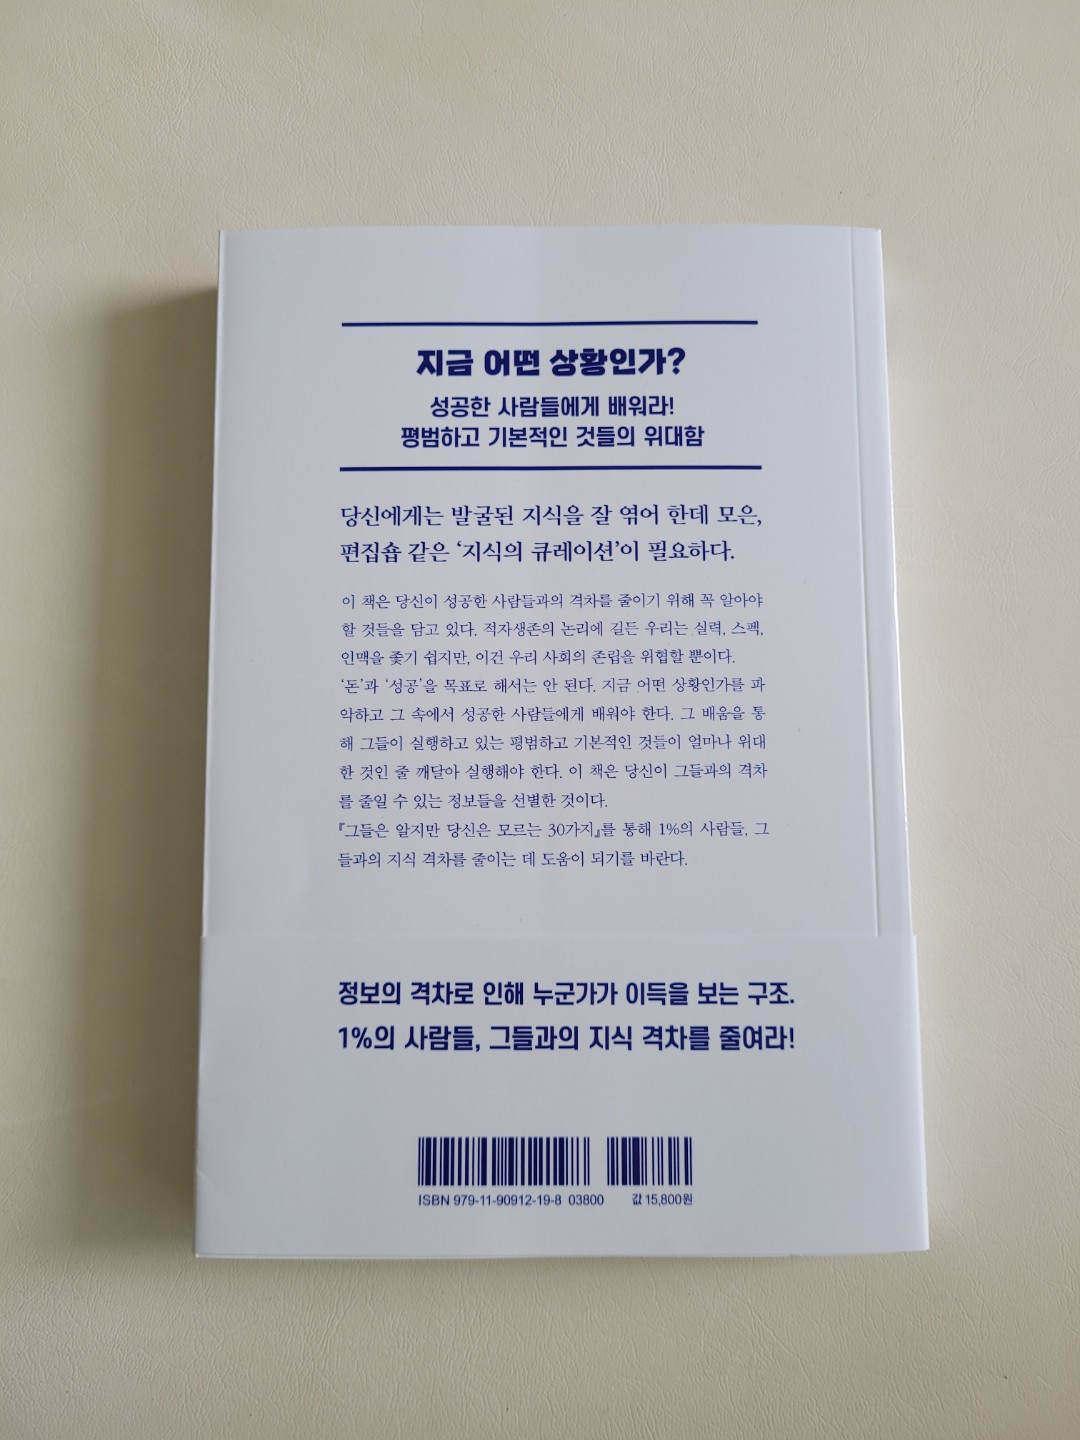 지금 어떤 상황인가?
성공한 사람들에게 배워라!
평범하고 기본적인 것들의 위대함
당신에게는 발굴된 지식을 잘 엮어 한데 모은,
편집숍 같은 ‘지식의 큐레이션’이 필요하다.
이 책은 당신이 성공한 사람들과의 격차를 줄이기 위해 꼭 알아야
할 것들을 담고 있다. 적자생존의 논리에 길든 우리는 실력, 스펙,
인맥을 좇기 쉽지만, 이건 우리 사회의 존립을 위협할 뿐이다.
‘돈’과 ‘성공’을 목표로 해서는 안 된다. 지금 어떤 상황인가를 파
악하고 그 속에서 성공한 사람들에게 배워야 한다. 그 배움을 통
해 그들이 실행하고 있는 평범하고 기본적인 것들이 얼마나 위대
한 것인 줄 깨달아 실행해야 한다. 이 책은 당신이 그들과의 격차
를 줄일 수 있는 정보들을 선별한 것이다.
『그들은 알지만 당신은 모르는 30가지』를 통해 1%의 사람들, 그
들과의 지식 격차를 줄이는 데 도움이 되기를 바란다.
정보의 격차로 인해 누군가가 이득을 보는 구조.
1%의 사람들, 그들과의 지식 격차를 줄여라!
ISBN 979-11-90912-19-8 03800 값 15,800원